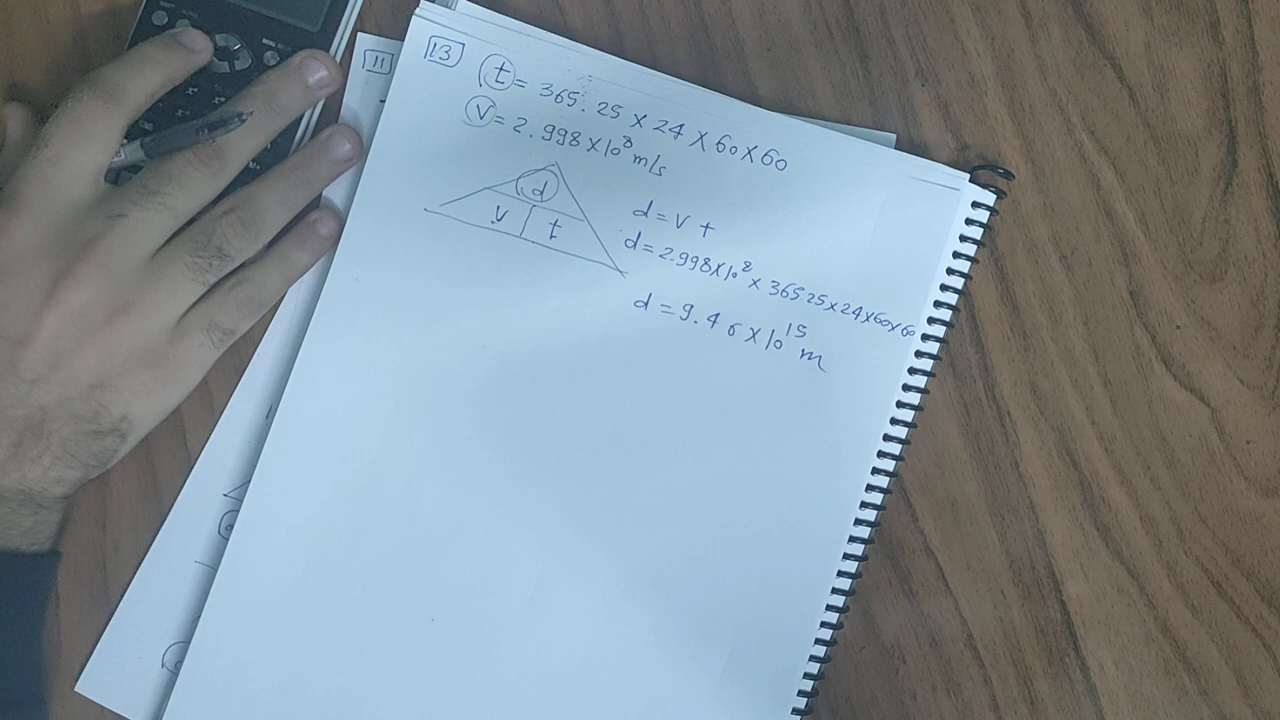 11
13
t = 365.25 x 24 x 60 x 60
v = 2.998 x 10⁸ m/s
d
v t
d = v t
d = 2.998 x 10⁸ x 365 25 x 24 x 60 x 60
d = 9.46 x 10¹⁵ m